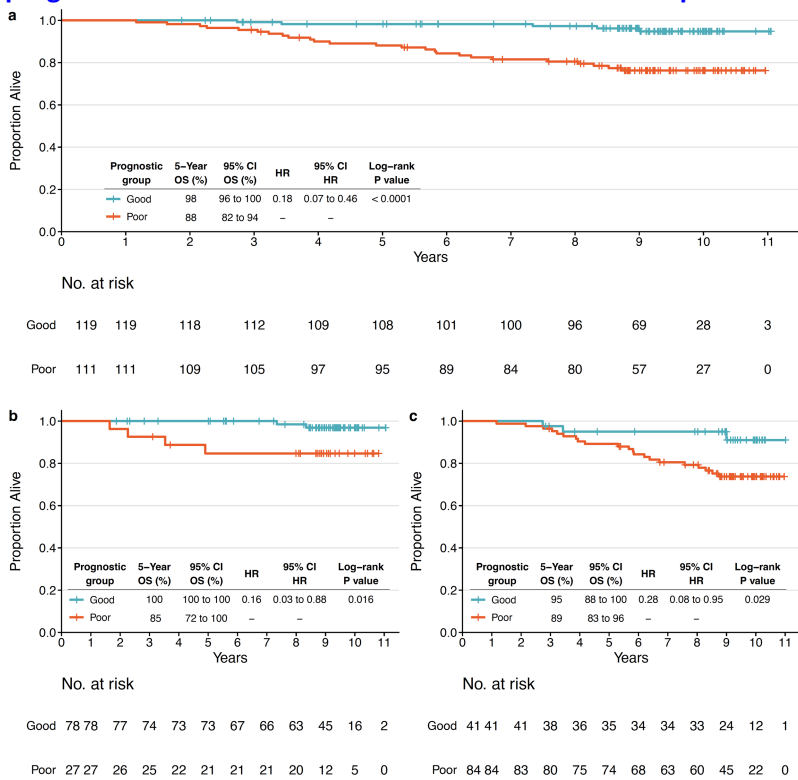 a
Proportion Alive
1.0
0.8
0.6
0.4
0.2
0.0
Prognostic group 5–Year OS (%) 95% CI OS (%) HR 95% CI HR Log–rank P value
Good 98 96 to 100 0.18 0.07 to 0.46 < 0.0001
Poor 88 82 to 94 – –
0 1 2 3 4 5 6 7 8 9 10 11
Years
No. at risk
Good 119 119 118 112 109 108 101 100 96 69 28 3
Poor 111 111 109 105 97 95 89 84 80 57 27 0
b
Proportion Alive
1.0
0.8
0.6
0.4
0.2
0.0
Prognostic group 5–Year OS (%) 95% CI OS (%) HR 95% CI HR Log–rank P value
Good 100 100 to 100 0.16 0.03 to 0.88 0.016
Poor 85 72 to 100 – –
0 1 2 3 4 5 6 7 8 9 10 11
Years
No. at risk
Good 78 78 77 74 73 73 67 66 63 45 16 2
Poor 27 27 26 25 22 21 21 21 20 12 5 0
c
Proportion Alive
1.0
0.8
0.6
0.4
0.2
0.0
Prognostic group 5–Year OS (%) 95% CI OS (%) HR 95% CI HR Log–rank P value
Good 95 88 to 100 0.28 0.08 to 0.95 0.029
Poor 89 83 to 96 – –
0 1 2 3 4 5 6 7 8 9 10 11
Years
No. at risk
Good 41 41 41 38 36 35 34 34 33 24 12 1
Poor 84 84 83 80 75 74 68 63 60 45 22 0